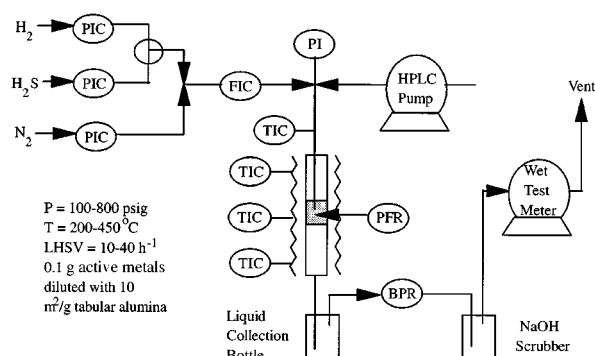 H2
PIC
PI
H2S
PIC
FIC
HPLC
Pump
Vent
N2
PIC
TIC
TIC
Wet
Test
Meter
P = 100-800 psig
T = 200-450 °C
LHSV = 10-40 h-1
0.1 g active metals
diluted with 10
m2/g tabular alumina
TIC
PFR
TIC
BPR
Liquid
Collection
Bottle
NaOH
Scrubber